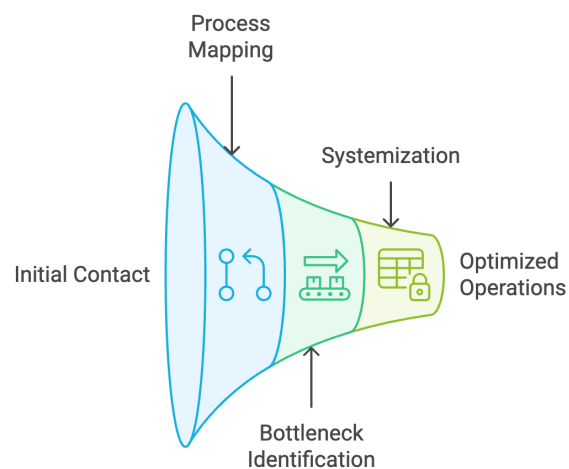 Process
Mapping
Systemization
Initial Contact
Optimized
Operations
Bottleneck
Identification